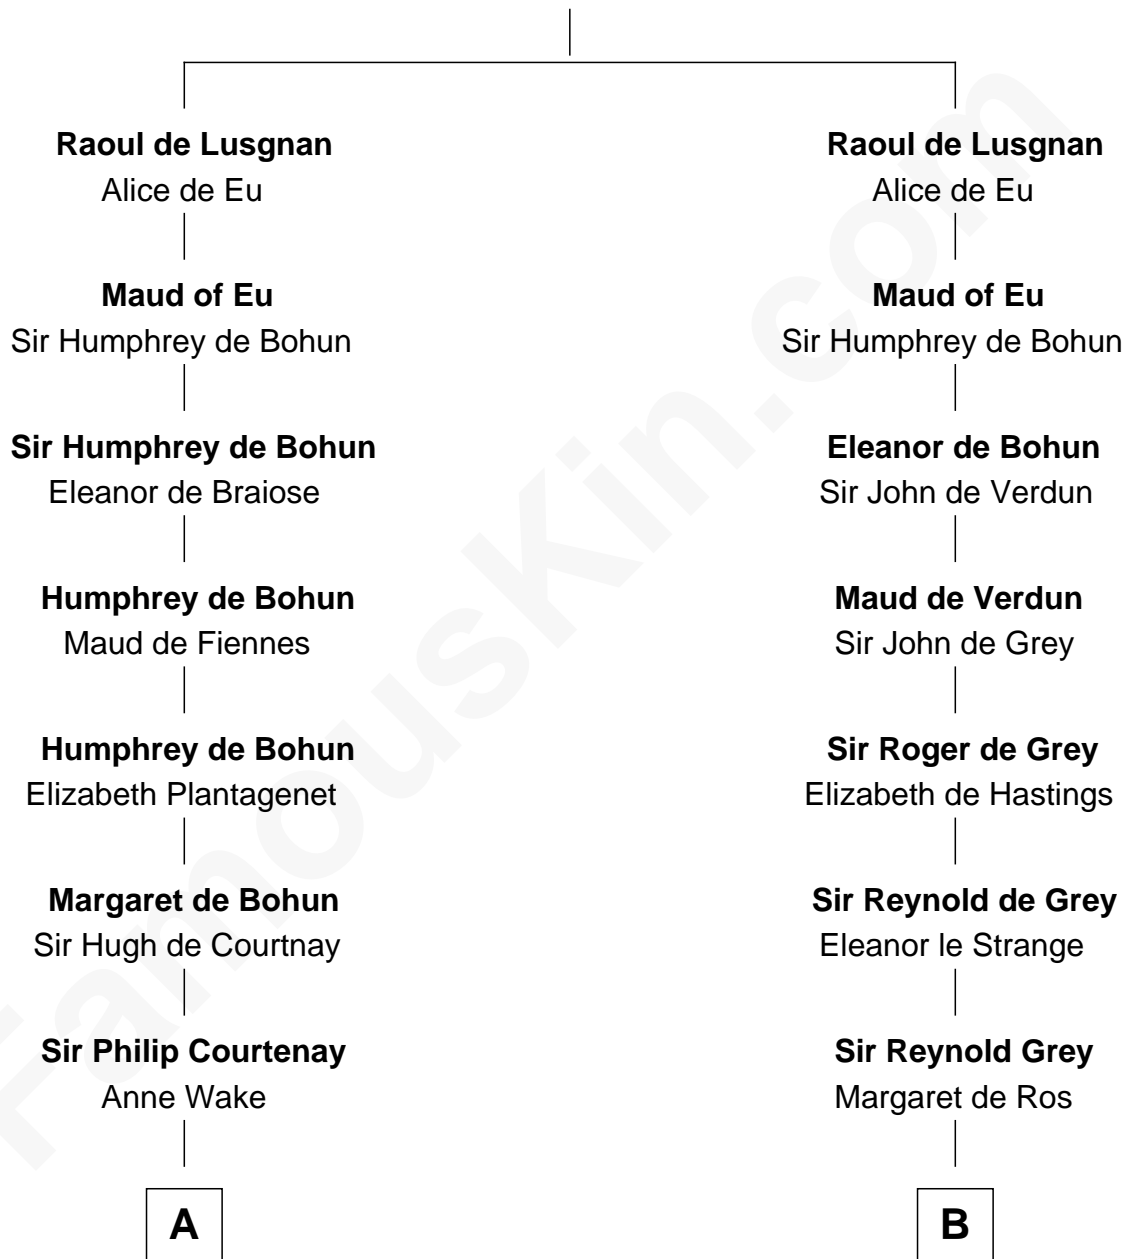 Raoul de Lusgnan
Alice de Eu
Maud of Eu
Sir Humphrey de Bohun
Sir Humphrey de Bohun
Eleanor de Braiose
Humphrey de Bohun
Maud de Fiennes
Humphrey de Bohun
Elizabeth Plantagenet
Margaret de Bohun
Sir Hugh de Courtnay
Sir Philip Courtenay
Anne Wake
A
Raoul de Lusgnan
Alice de Eu
Maud of Eu
Sir Humphrey de Bohun
Eleanor de Bohun
Sir John de Verdun
Maud de Verdun
Sir John de Grey
Sir Roger de Grey
Elizabeth de Hastings
Sir Reynold de Grey
Eleanor le Strange
Sir Reynold Grey
Margaret de Ros
B
FamousKin.com